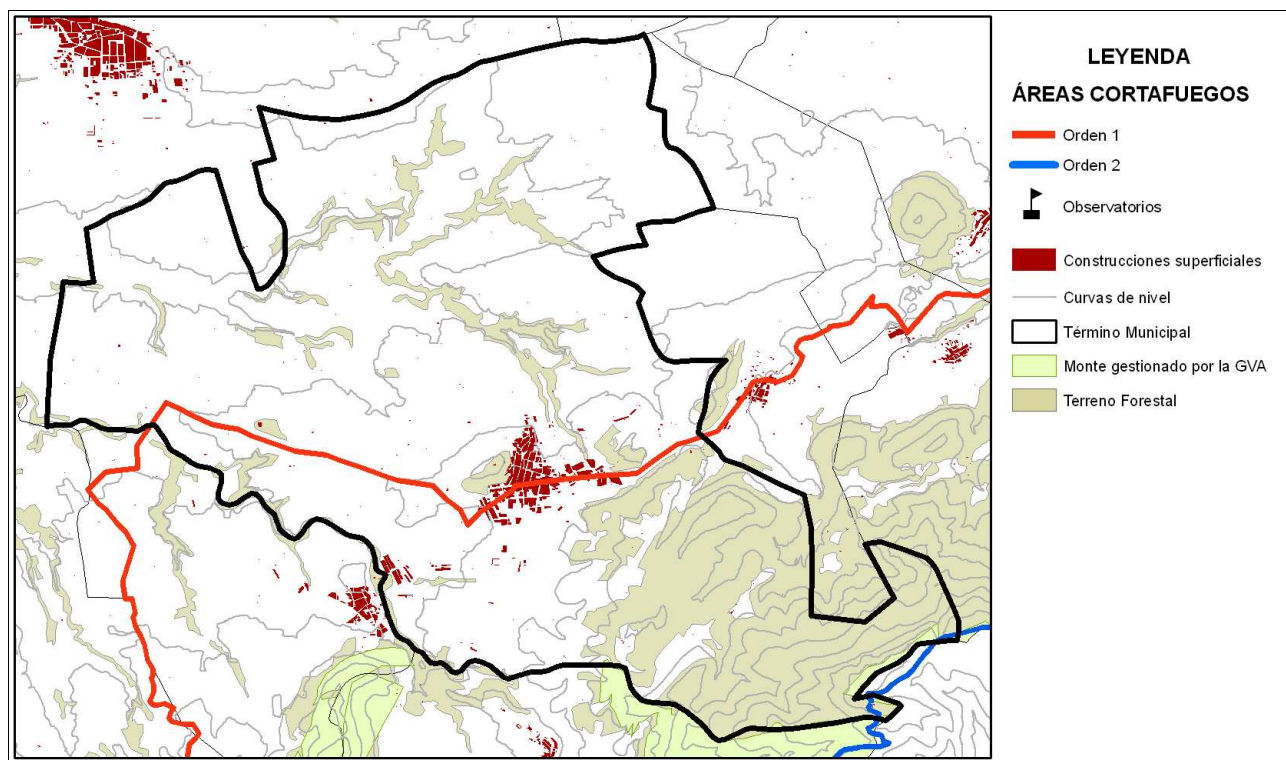 LEYENDA
ÁREAS CORTAFUEGOS
Orden 1
Orden 2
Observatorios
Construcciones superficiales
Curvas de nivel
Término Municipal
Monte gestionado por la GVA
Terreno Forestal